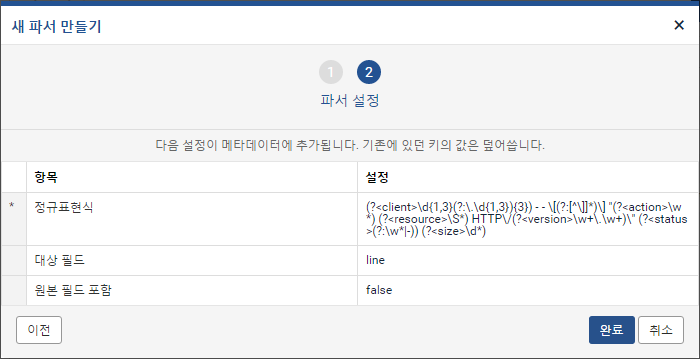 새 파서 만들기 ×
1 2
파서 설정
다음 설정이 메타데이터에 추가됩니다. 기존에 있던 키의 값은 덮어씁니다.
항목 설정
* 정규표현식 (?<client>\d{1,3}(?:\.\d{1,3}){3}) - - \[(?:[^\]]*)\] "(?<action>\w
*) (?<resource>\S*) HTTP\/(?<version>\w+\.\w+)\" (?<status
>(?:\w*|-)) (?<size>\d*)
대상 필드 line
원본 필드 포함 false
이전 완료 취소